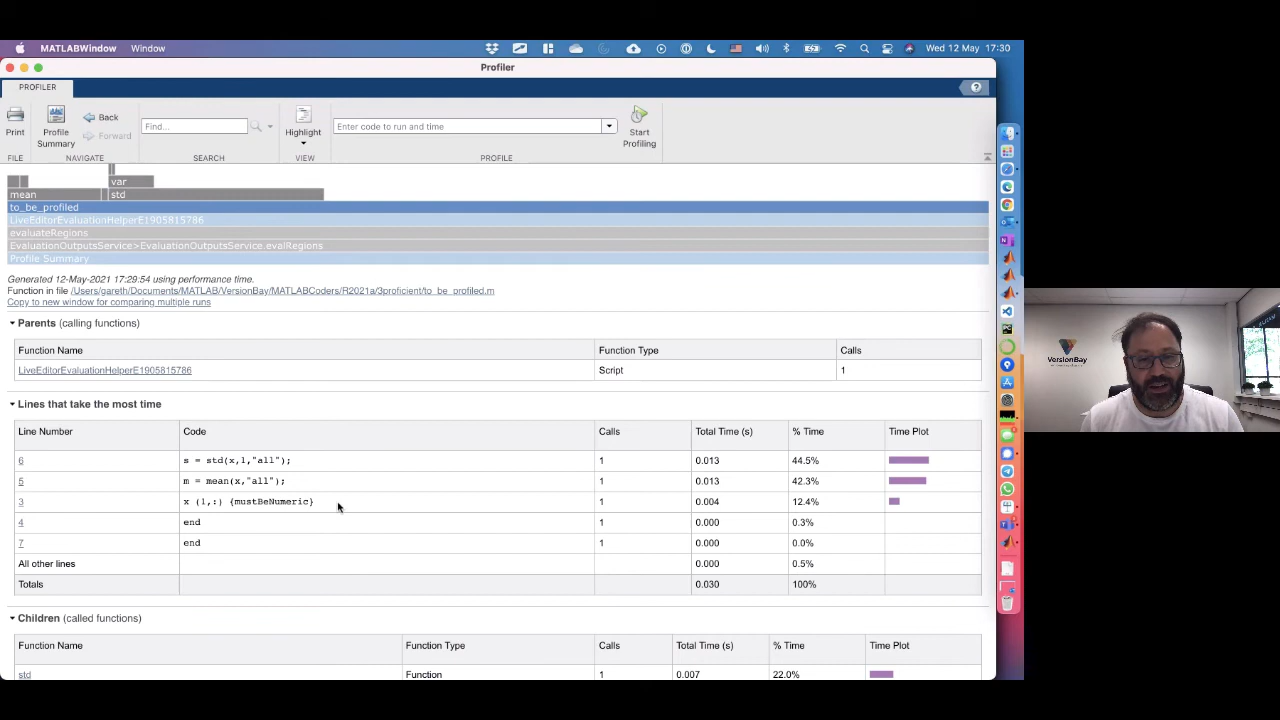 MATLABWindow Window Wed 12 May 17:30
Profiler
PROFILER
Print Profile Summary Back Forward Find... Highlight Enter code to run and time Start Profiling
FILE NAVIGATE SEARCH VIEW PROFILE
var
mean std
to_be_profiled
LiveEditorEvaluationHelperE1905815786
evaluateRegions
EvaluationOutputsService>EvaluationOutputsService.evalRegions
Profile Summary
Generated 12-May-2021 17:29:54 using performance time.
Function in file /Users/gareth/Documents/MATLAB/VersionBay/MATLABCoders/R2021a/3proficient/to_be_profiled.m
Copy to new window for comparing multiple runs
Parents (calling functions)
Function Name Function Type Calls
LiveEditorEvaluationHelperE1905815786 Script 1
Lines that take the most time
Line Number Code Calls Total Time (s) % Time Time Plot
6 s = std(x,1,"all"); 1 0.013 44.5%
5 m = mean(x,"all"); 1 0.013 42.3%
3 x (1,:) {mustBeNumeric} 1 0.004 12.4%
4 end 1 0.000 0.3%
7 end 1 0.000 0.0%
All other lines 0.000 0.5%
Totals 0.030 100%
Children (called functions)
Function Name Function Type Calls Total Time (s) % Time Time Plot
std Function 1 0.007 22.0%
VersionBay